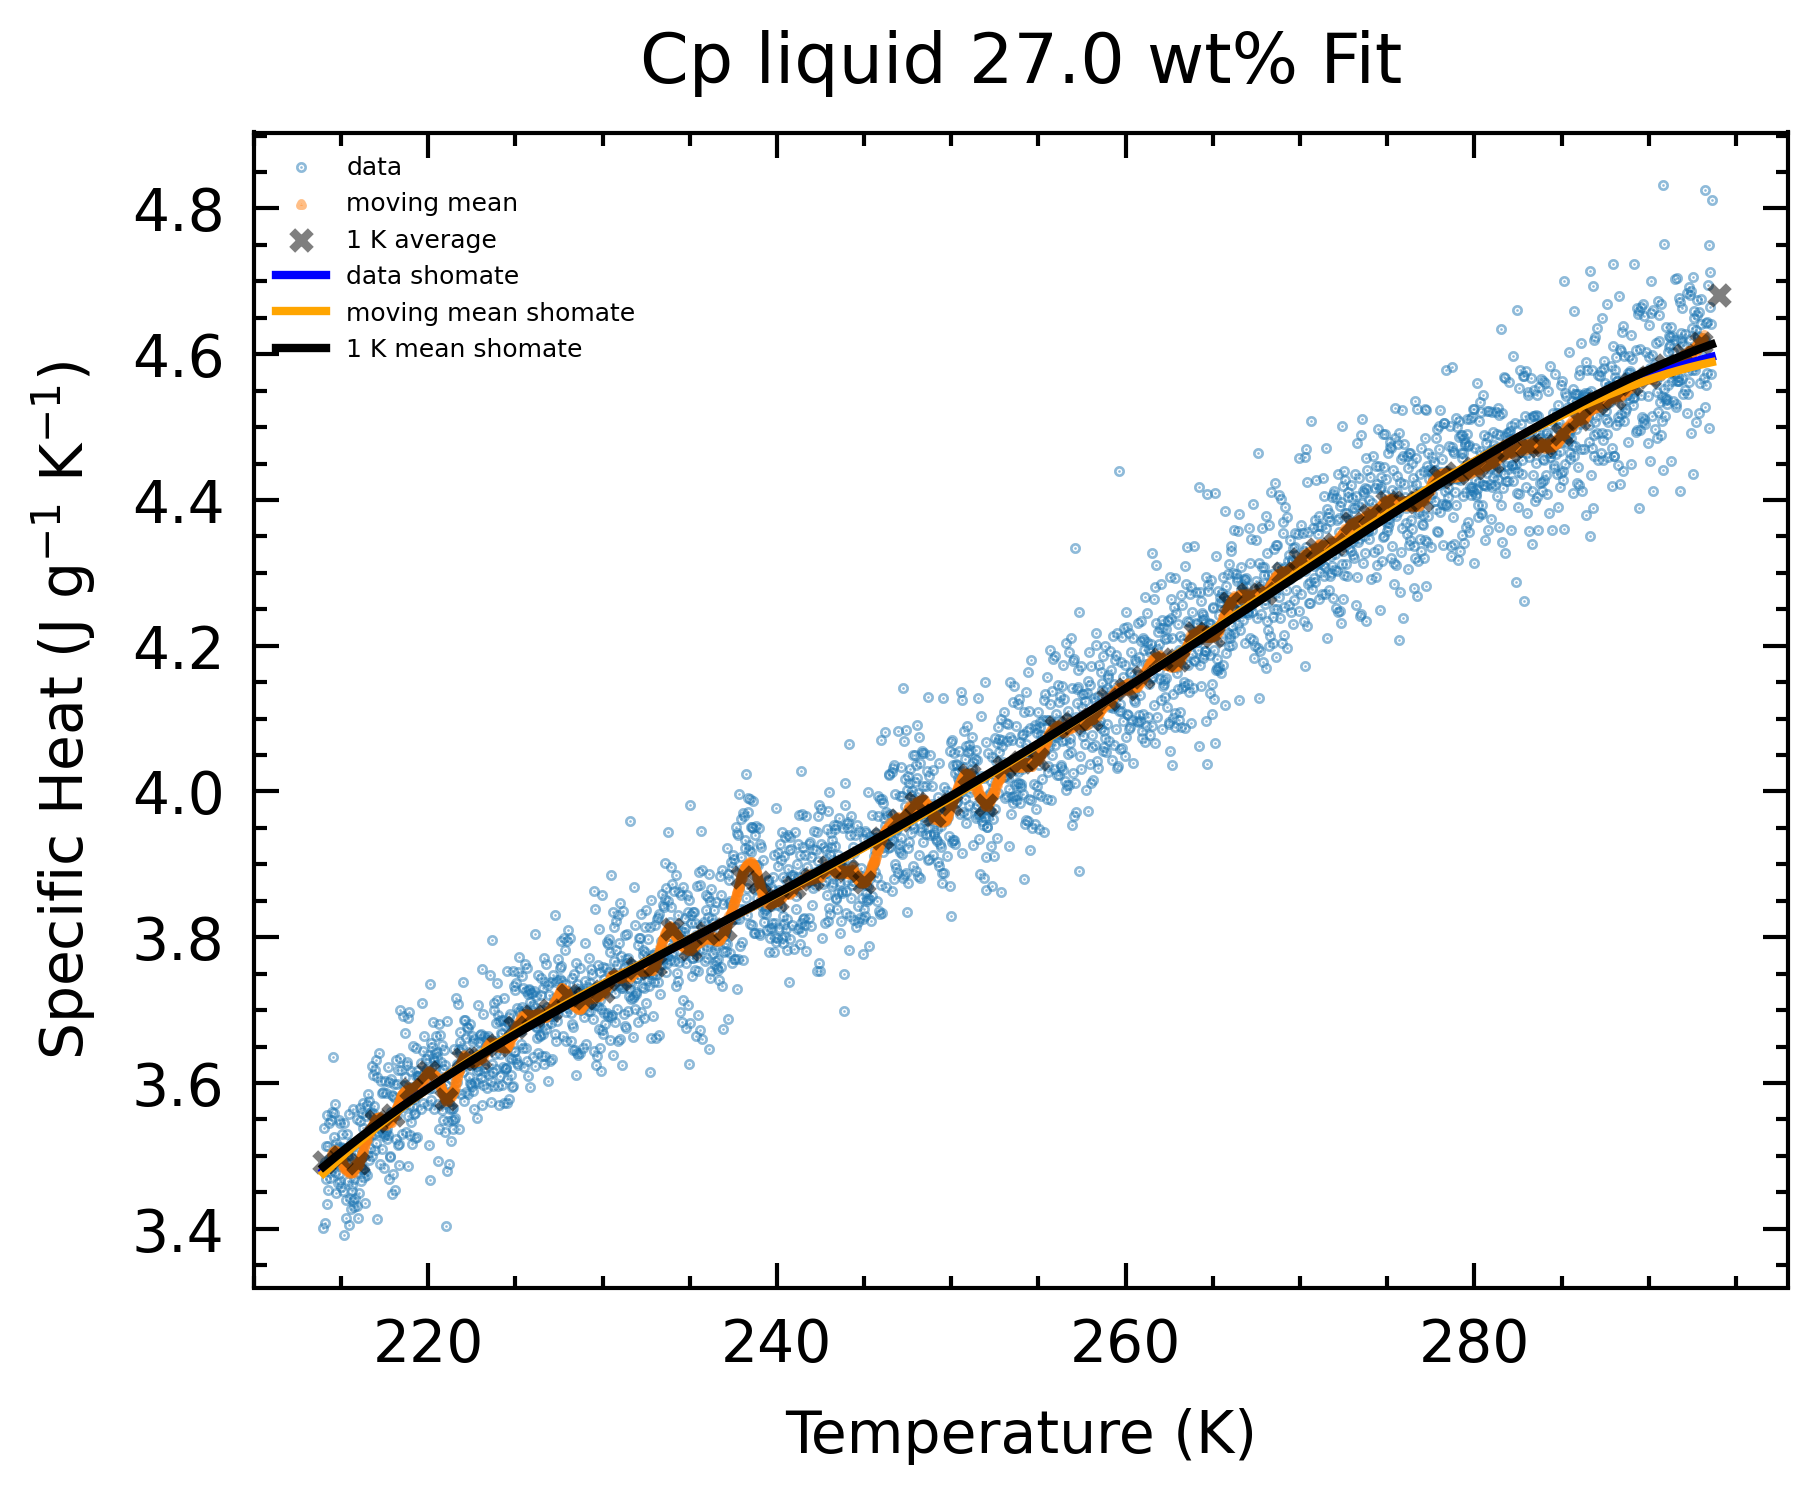 Cp liquid 27.0 wt% Fit
data
moving mean
1 K average
data shomate
moving mean shomate
1 K mean shomate
4.8
4.6
4.4
4.2
4.0
3.8
3.6
3.4
Specific Heat (J g⁻¹ K⁻¹)
220 240 260 280
Temperature (K)